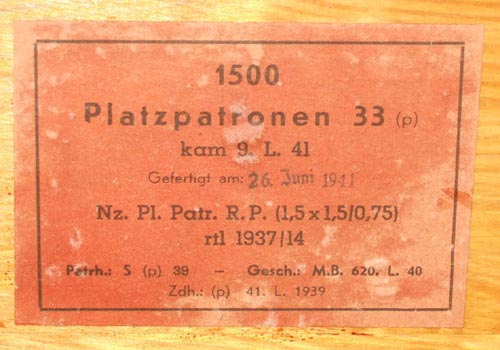 1500
Platzpatronen 33 (p)
kam 9. L. 41
Gefertigt am: 26. Juni 1941
Nz. Pl. Patr. R. P. (1,5 x 1,5/0,75)
rtl 1937/14
Patrh.: S (p) 39 – Gesch.: M.B. 620. L. 40
Zdh.: (p) 41. L. 1939